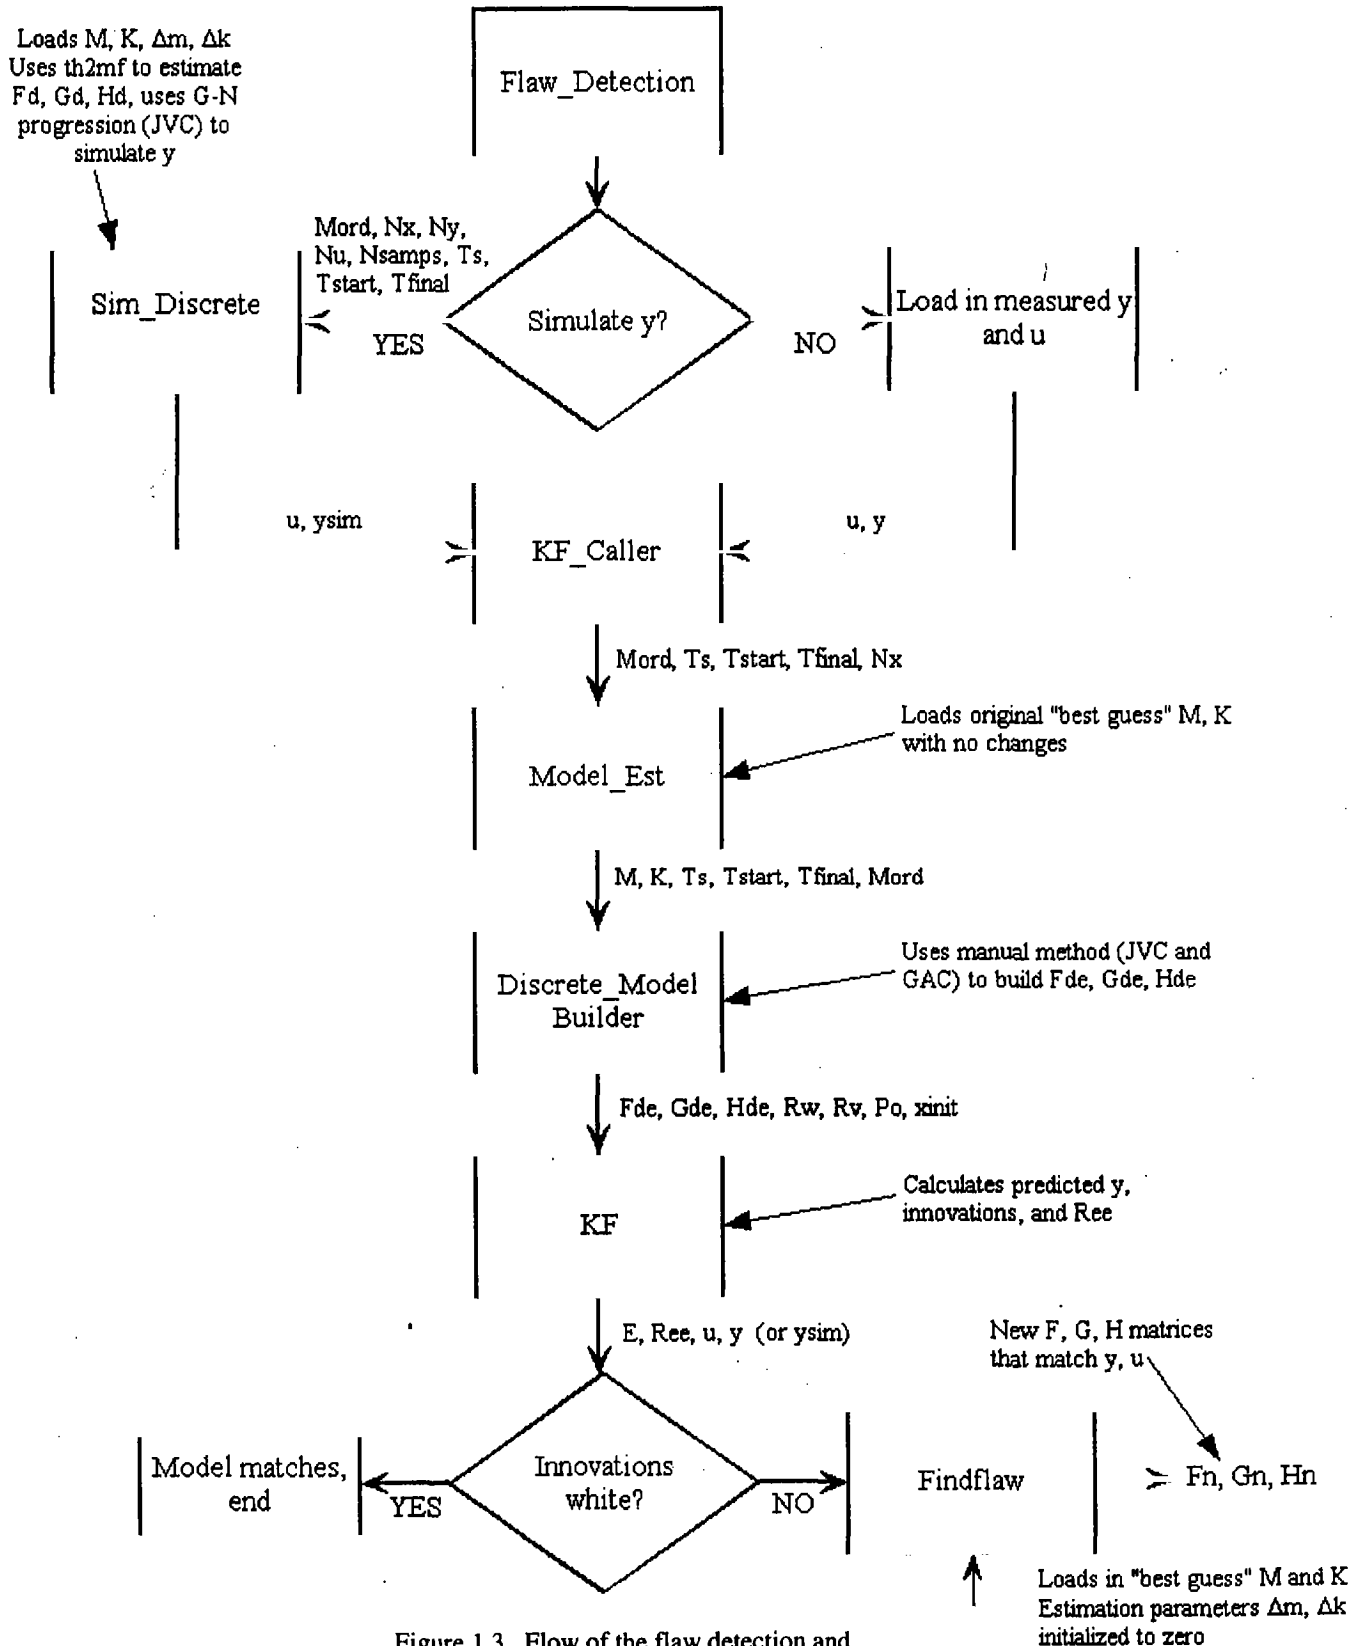 Loads M, K, Δm, Δk
Uses th2mf to estimate
Fd, Gd, Hd, uses G-N
progression (JVC) to
simulate y
Flaw_Detection
Mord, Nx, Ny,
Nu, Nsamps, Ts,
Tstart, Tfinal
Sim_Discrete
YES
Simulate y?
NO
Load in measured y
and u
u, ysim
KF_Caller
u, y
Mord, Ts, Tstart, Tfinal, Nx
Loads original "best guess" M, K
with no changes
Model_Est
M, K, Ts, Tstart, Tfinal, Mord
Uses manual method (JVC and
GAC) to build Fde, Gde, Hde
Discrete_Model
Builder
Fde, Gde, Hde, Rw, Rv, Po, xinit
Calculates predicted y,
innovations, and Ree
KF
E, Ree, u, y (or ysim)
New F, G, H matrices
that match y, u
Model matches,
end
YES
Innovations
white?
NO
Findflaw
Fn, Gn, Hn
Loads in "best guess" M and K
Estimation parameters Δm, Δk
initialized to zero
Figure 1.3. Flow of the flaw detection and